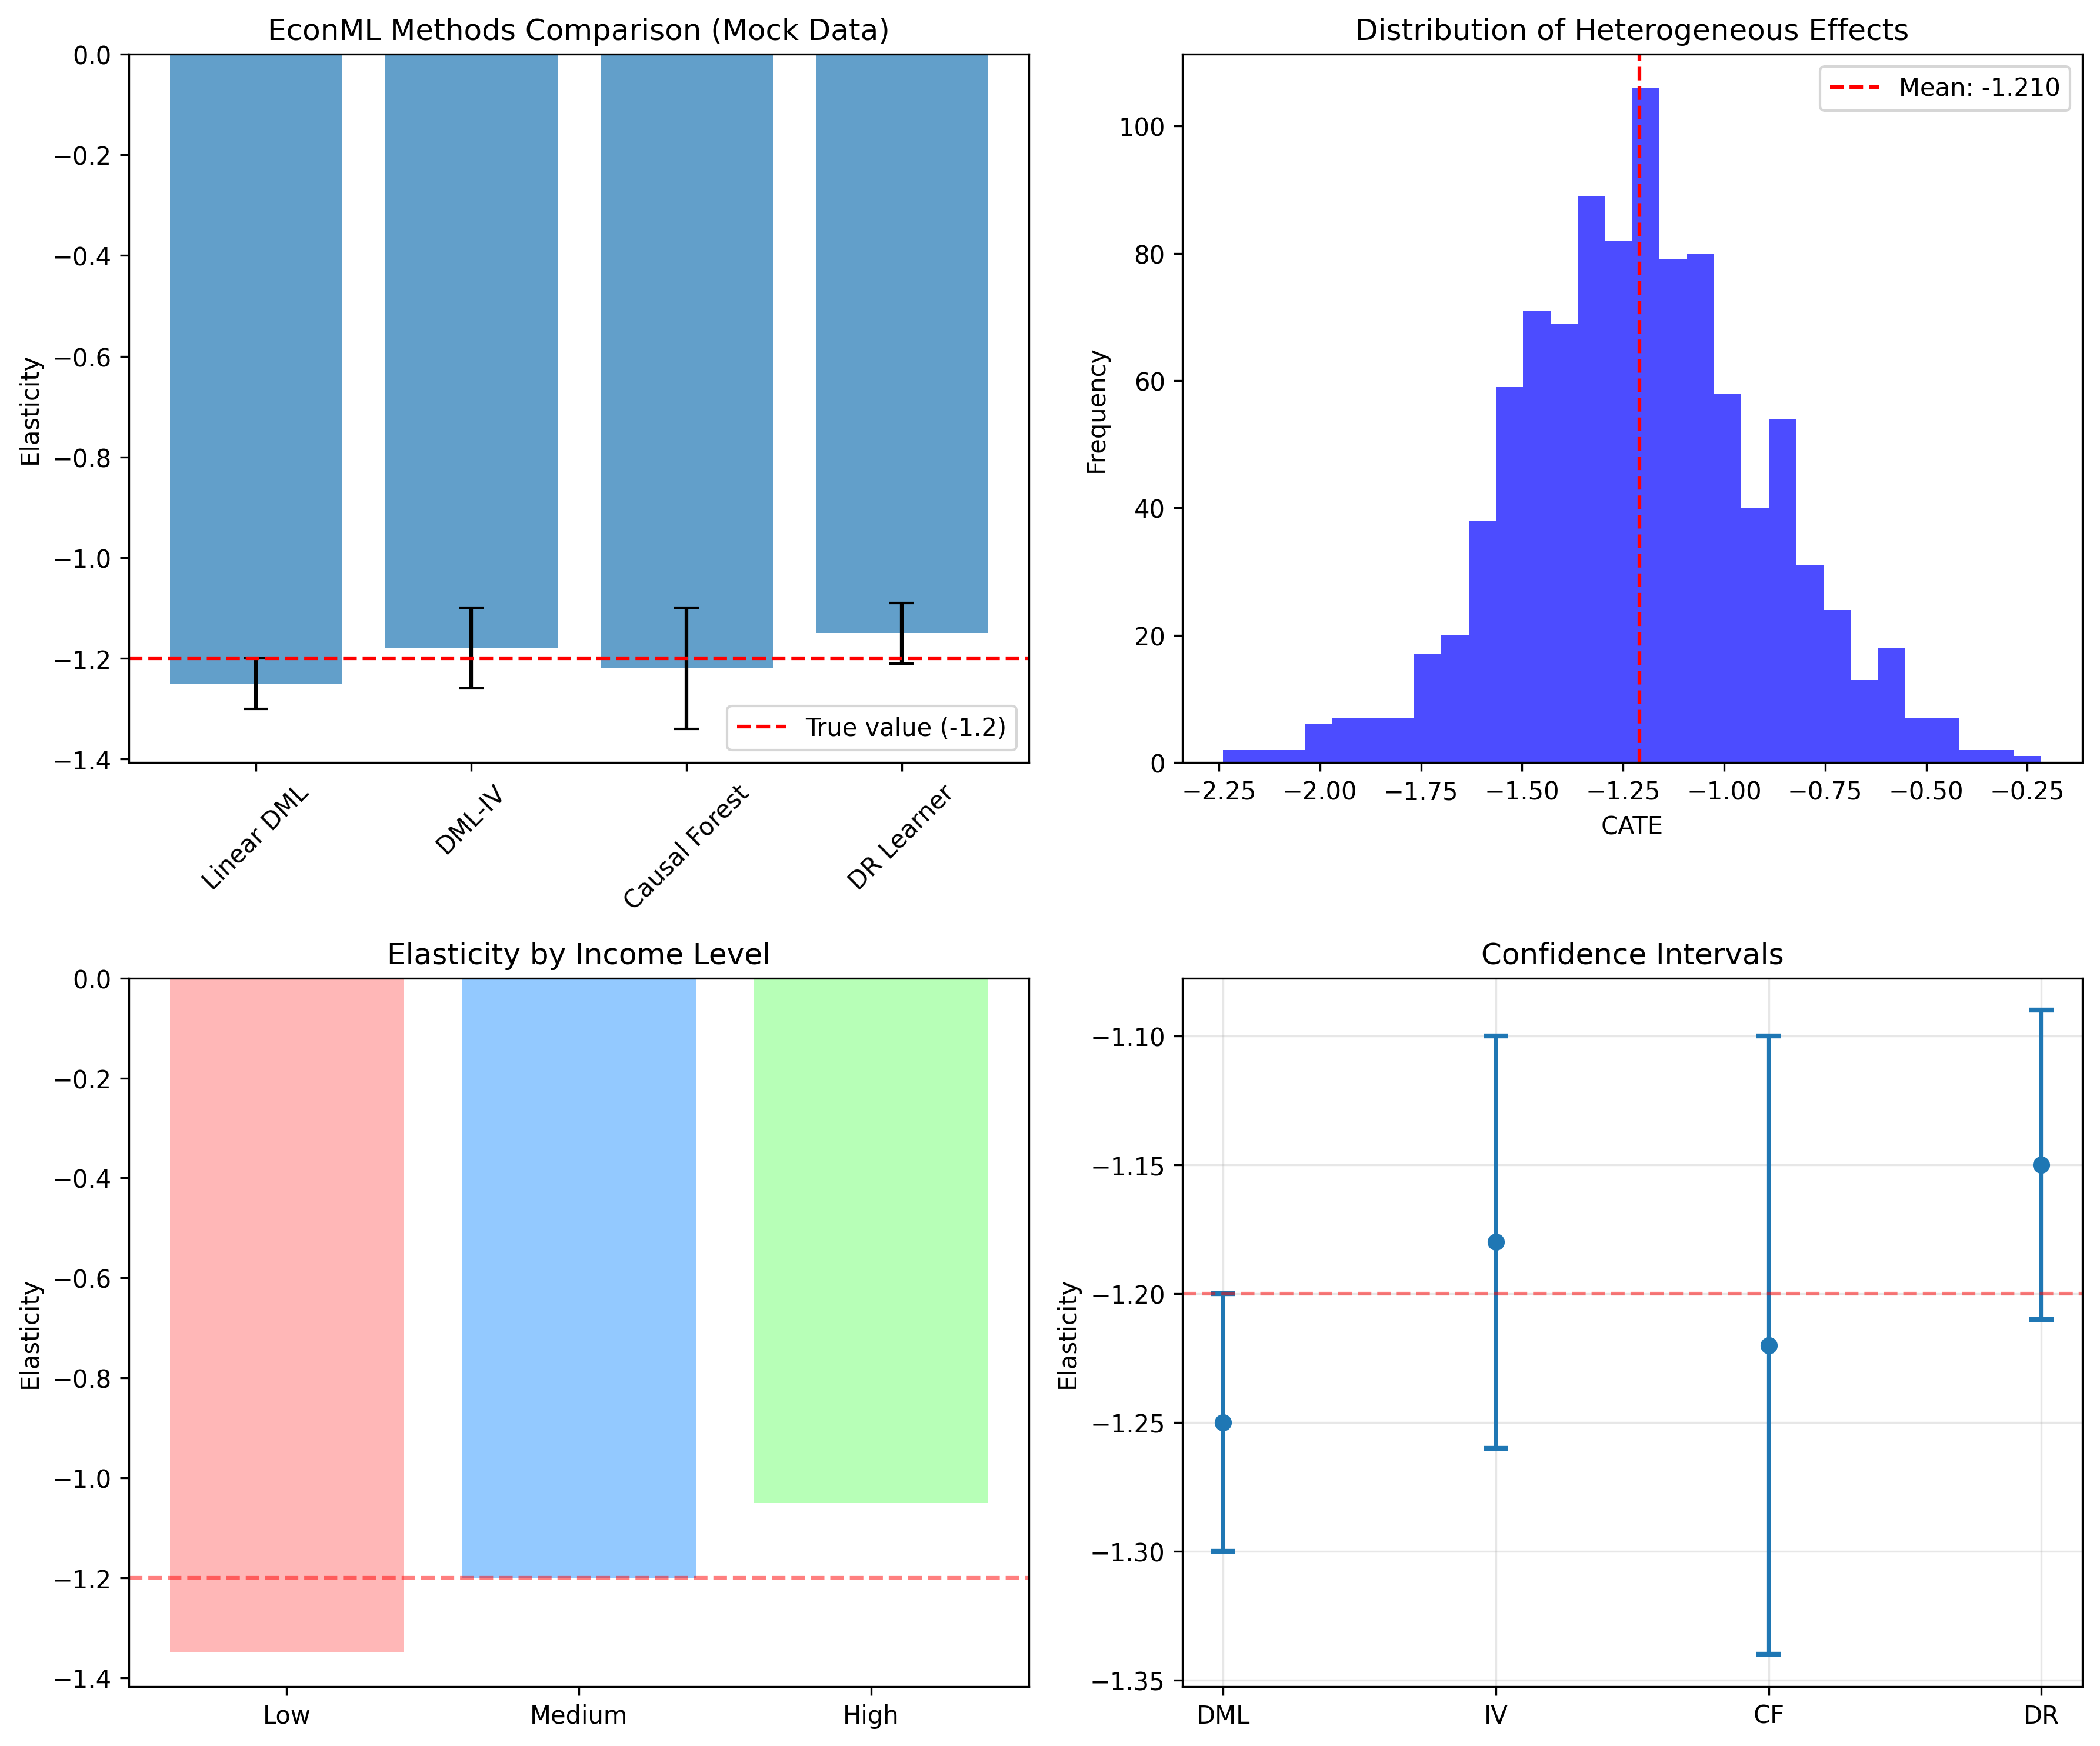 EconML Methods Comparison (Mock Data)
0.0
−0.2
−0.4
−0.6
−0.8
−1.0
−1.2
−1.4
Elasticity
True value (-1.2)
Linear DML
DML-IV
Causal Forest
DR Learner
Distribution of Heterogeneous Effects
Mean: -1.210
100
80
60
40
20
0
Frequency
−2.25
−2.00
−1.75
−1.50
−1.25
−1.00
−0.75
−0.50
−0.25
CATE
Elasticity by Income Level
0.0
−0.2
−0.4
−0.6
−0.8
−1.0
−1.2
−1.4
Elasticity
Low
Medium
High
Confidence Intervals
−1.10
−1.15
−1.20
−1.25
−1.30
−1.35
Elasticity
DML
IV
CF
DR